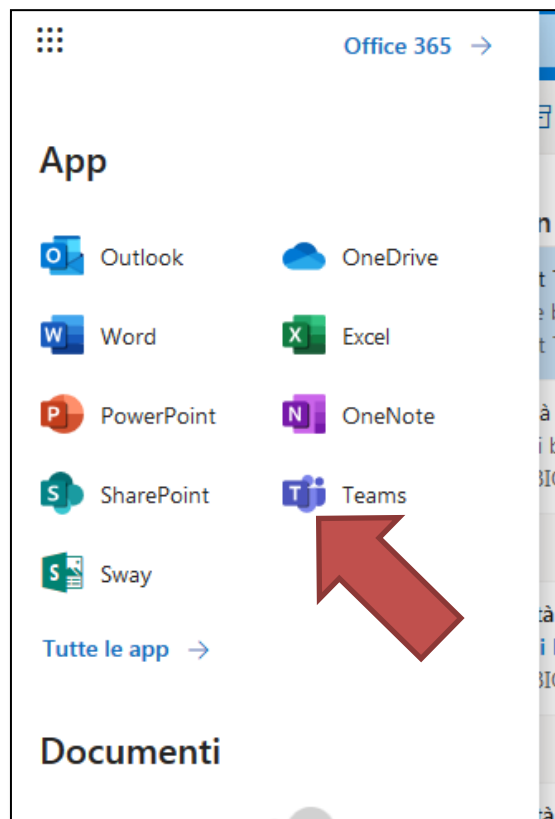 Office 365 →
App
Outlook
OneDrive
Word
Excel
PowerPoint
OneNote
SharePoint
Teams
Sway
Tutte le app →
Documenti